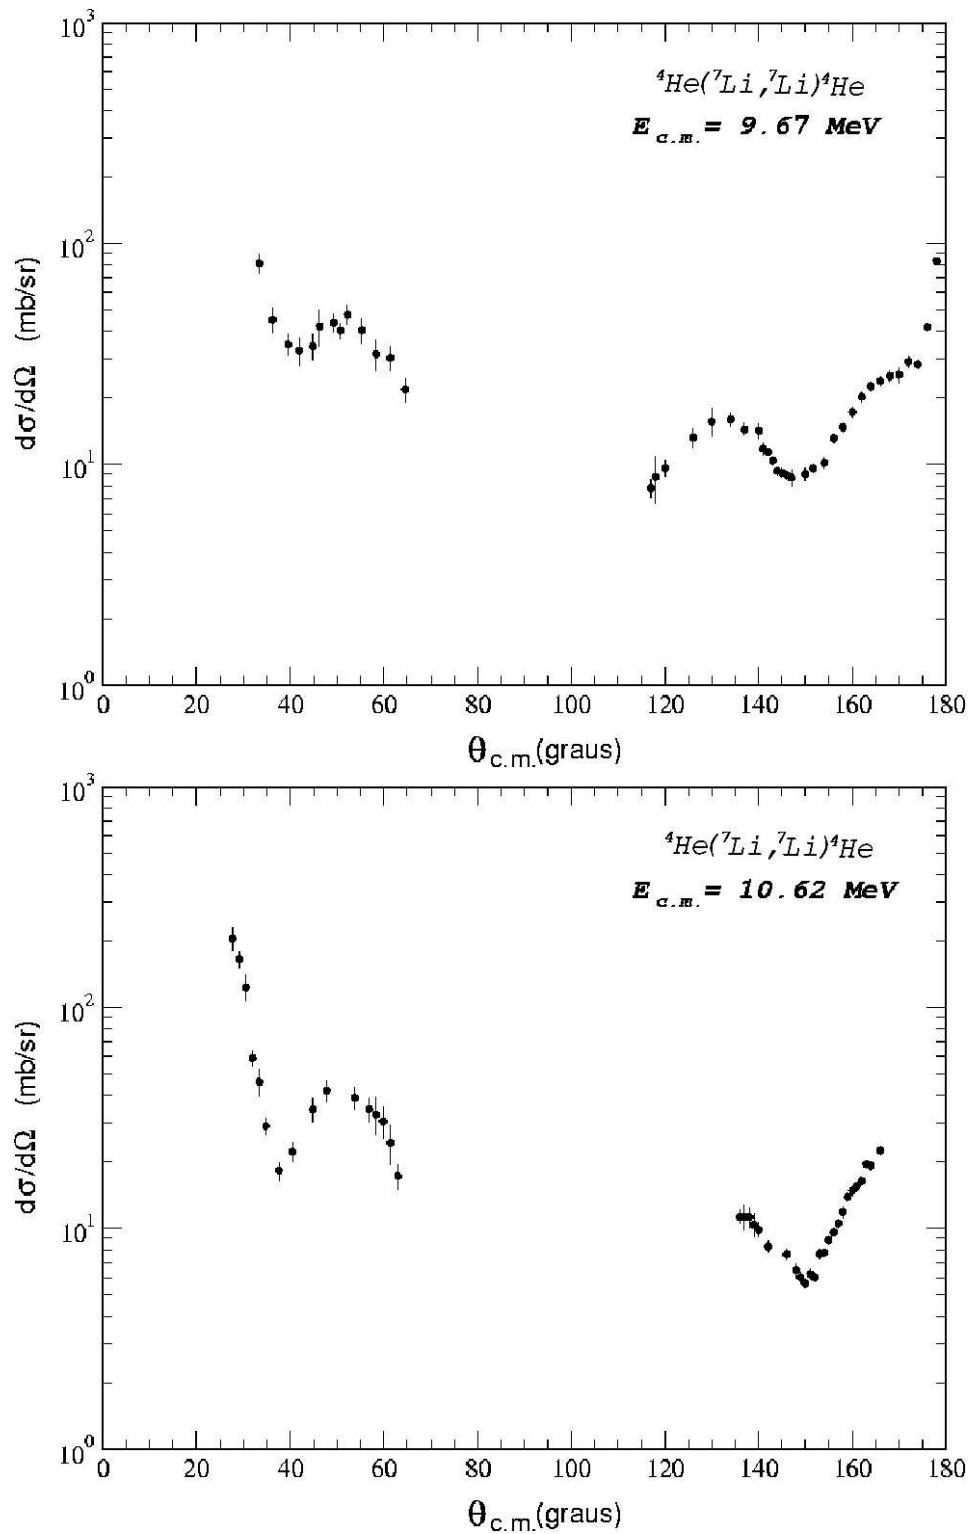 10³
⁴He(⁷Li,⁷Li)⁴He
E c.m. = 9.67 MeV
10²
dσ/dΩ (mb/sr)
10¹
10⁰
0 20 40 60 80 100 120 140 160 180
θc.m.(graus)
10³
⁴He(⁷Li,⁷Li)⁴He
E c.m. = 10.62 MeV
10²
dσ/dΩ (mb/sr)
10¹
10⁰
0 20 40 60 80 100 120 140 160 180
θc.m.(graus)